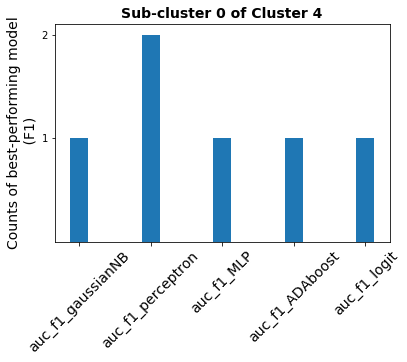 Sub-cluster 0 of Cluster 4
Counts of best-performing model
(F1)
2
1
auc_f1_gaussianNB
auc_f1_perceptron
auc_f1_MLP
auc_f1_ADAboost
auc_f1_logit